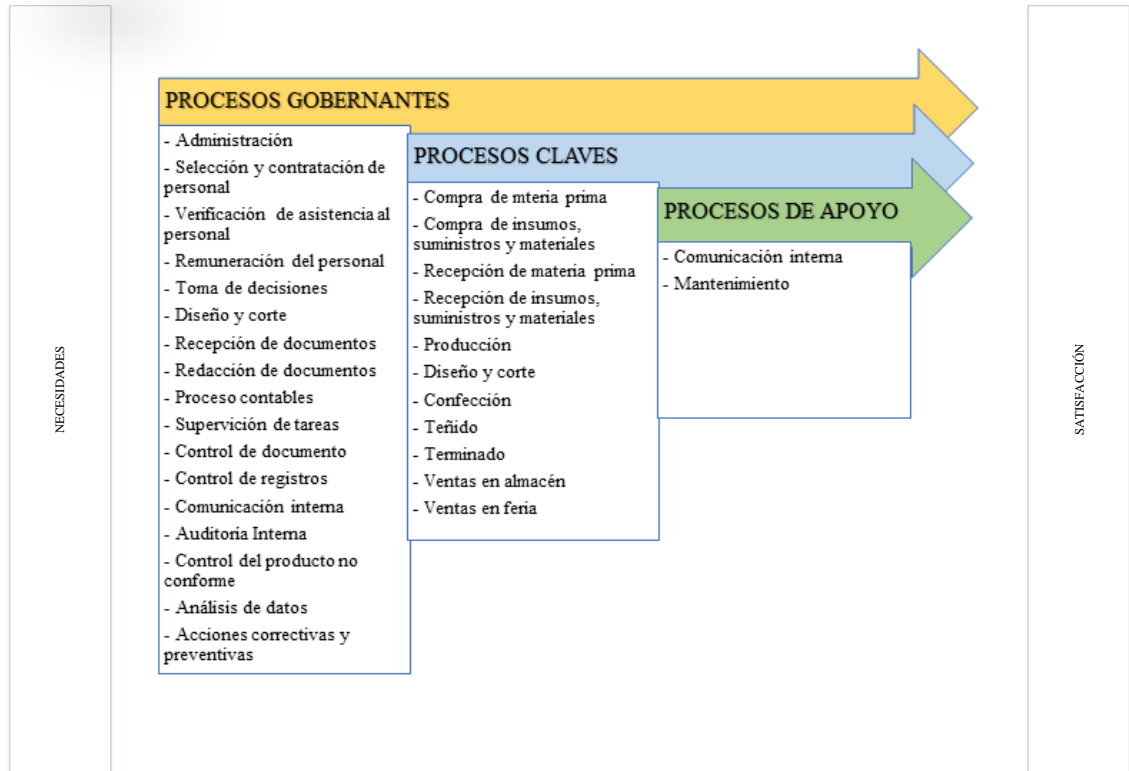 NECESIDADES
PROCESOS GOBERNANTES
- Administración
- Selección y contratación de
personal
- Verificación de asistencia al
personal
- Remuneración del personal
- Toma de decisiones
- Diseño y corte
- Recepción de documentos
- Redacción de documentos
- Proceso contables
- Supervición de tareas
- Control de documento
- Control de registros
- Comunicación interna
- Auditoría Interna
- Control del producto no
conforme
- Análisis de datos
- Acciones correctivas y
preventivas
PROCESOS CLAVES
- Compra de mteria prima
- Compra de insumos,
suministros y materiales
- Recepción de materia prima
- Recepción de insumos,
suministros y materiales
- Producción
- Diseño y corte
- Confección
- Teñido
- Terminado
- Ventas en almacén
- Ventas en feria
PROCESOS DE APOYO
- Comunicación interna
- Mantenimiento
SATISFACCIÓN